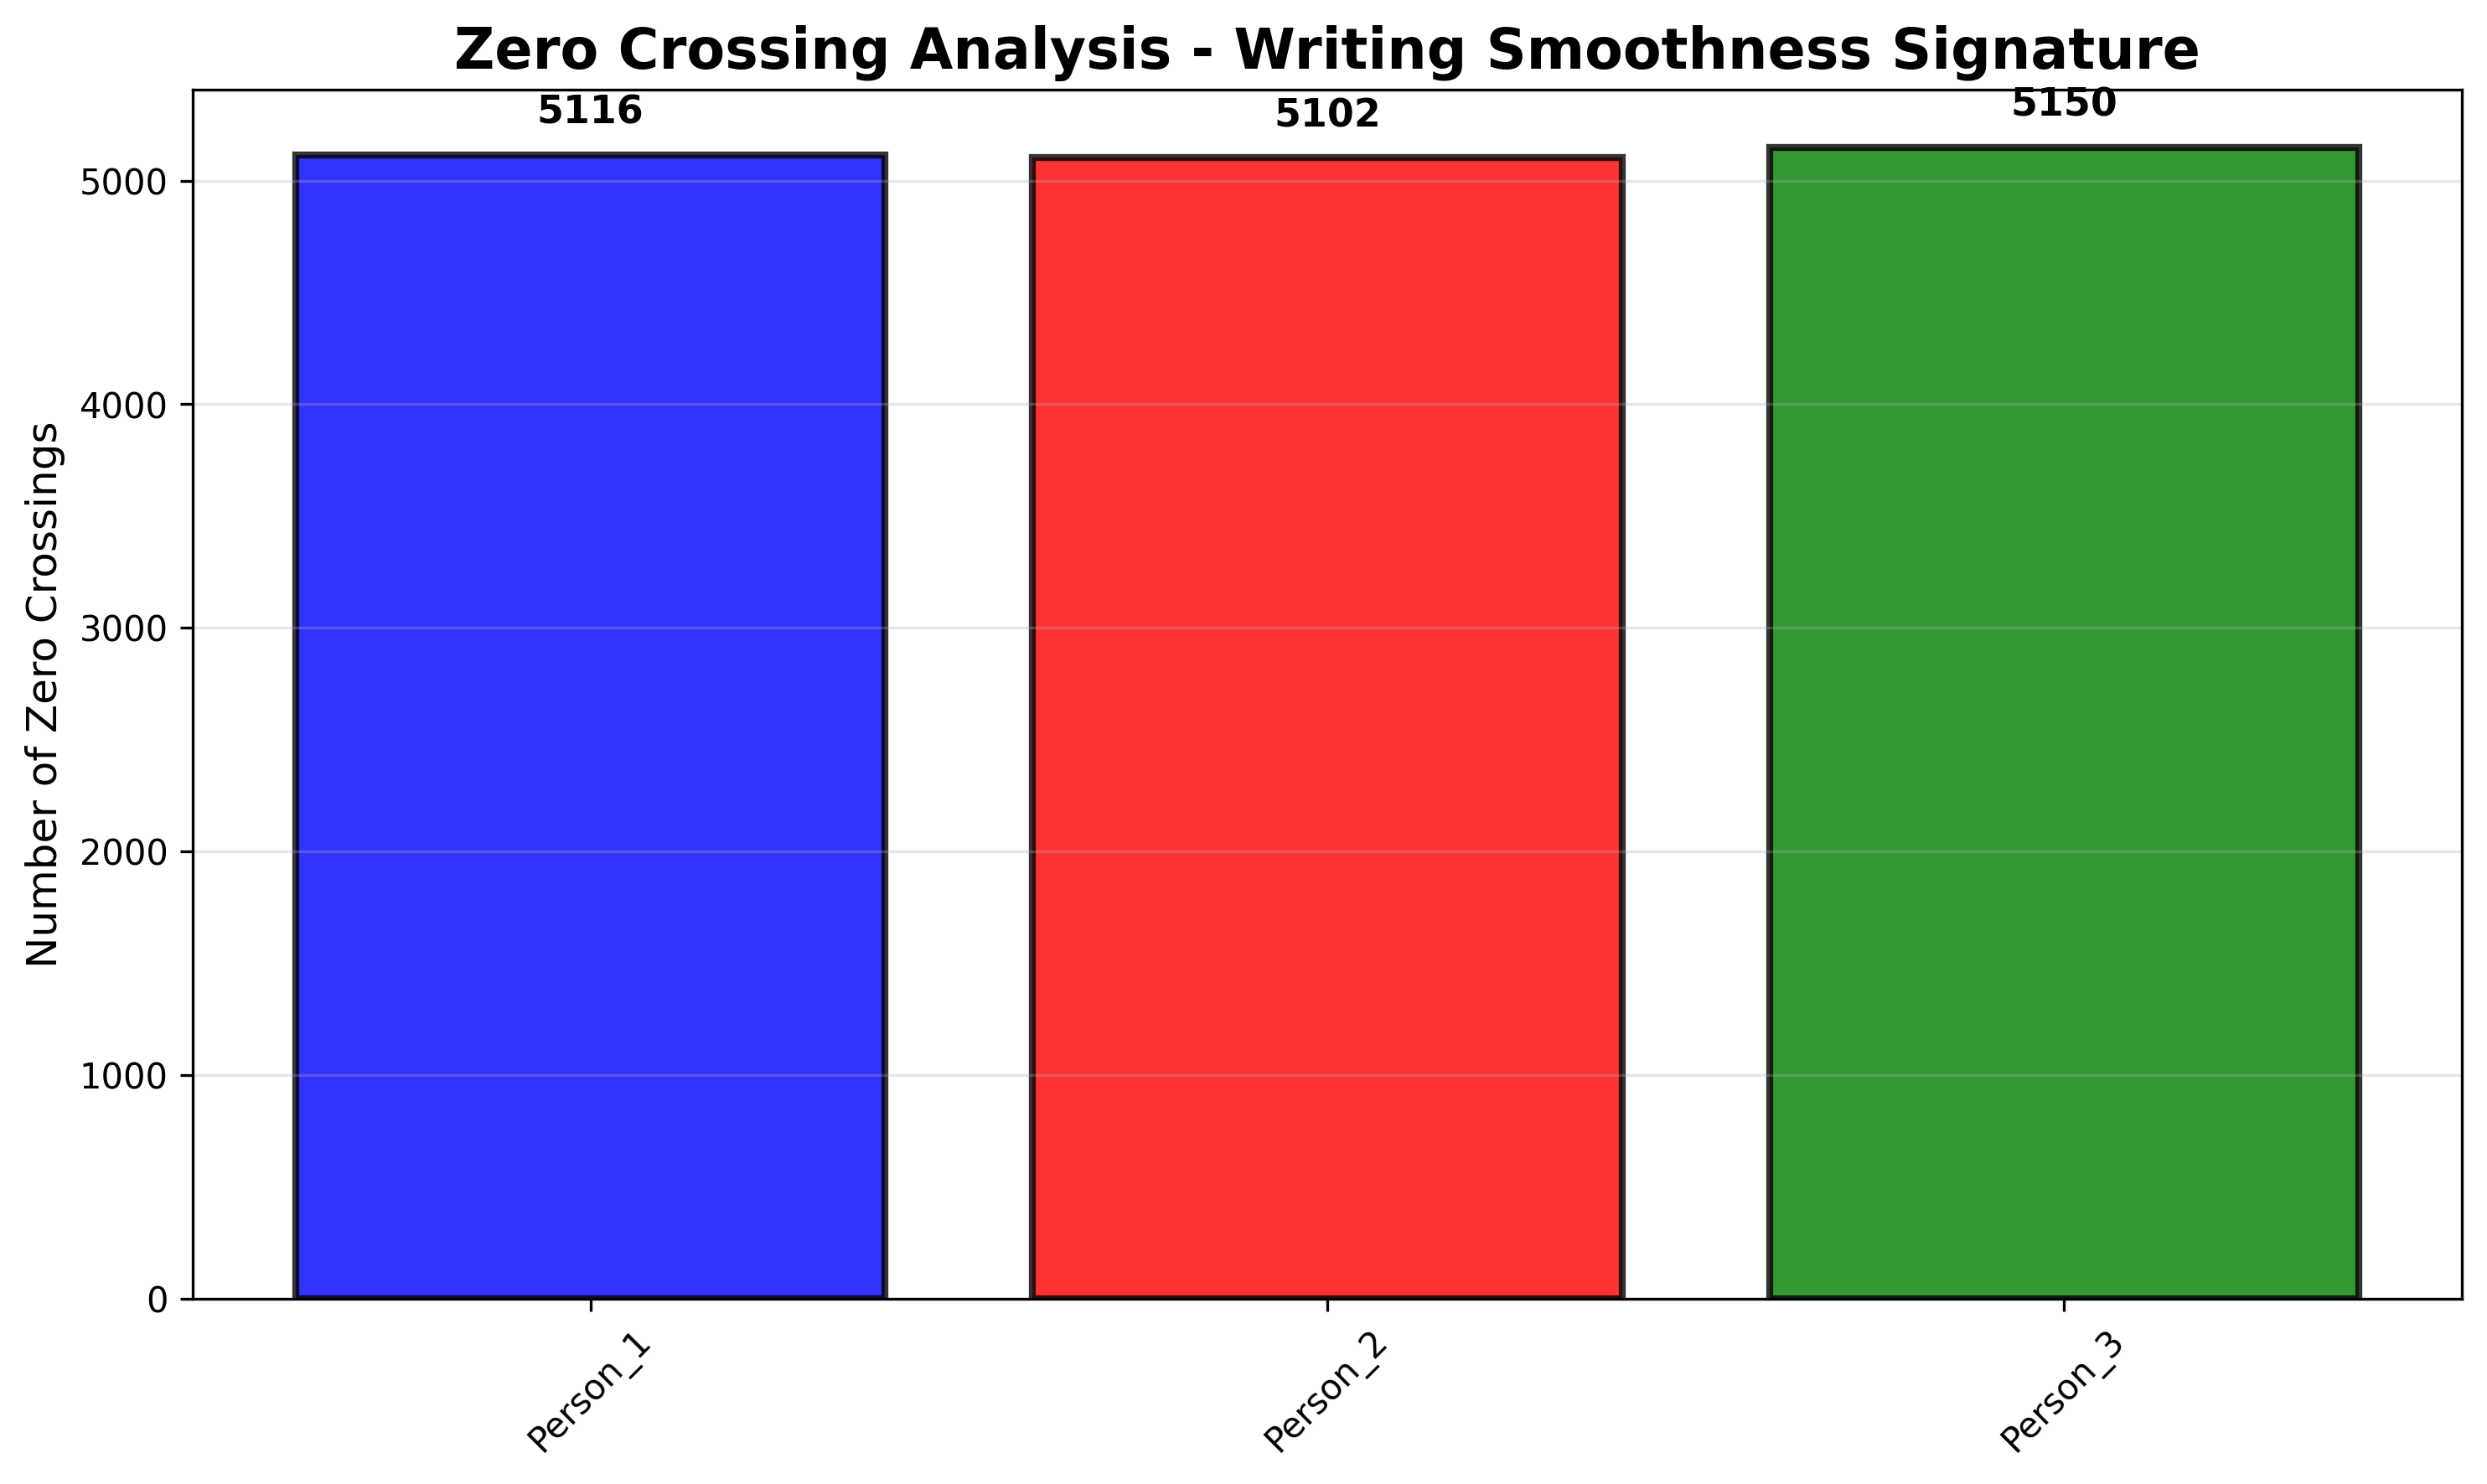 Zero Crossing Analysis - Writing Smoothness Signature
5116
5102
5150
5000
4000
3000
2000
1000
0
Number of Zero Crossings
Person_1
Person_2
Person_3